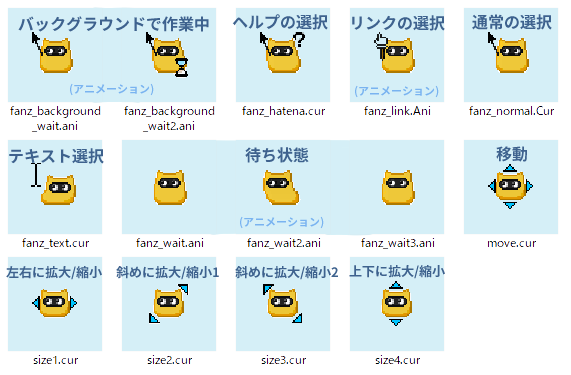 バックグラウンドで作業中
ヘルプの選択
リンクの選択
通常の選択
(アニメーション)
(アニメーション)
fanz_background
_wait.ani
fanz_background
_wait2.ani
fanz_hatena.cur
fanz_link.Ani
fanz_normal.Cur
テキスト選択
待ち状態
移動
(アニメーション)
fanz_text.cur
fanz_wait.ani
fanz_wait2.ani
fanz_wait3.ani
move.cur
左右に拡大/縮小
斜めに拡大/縮小1
斜めに拡大/縮小2
上下に拡大/縮小
size1.cur
size2.cur
size3.cur
size4.cur